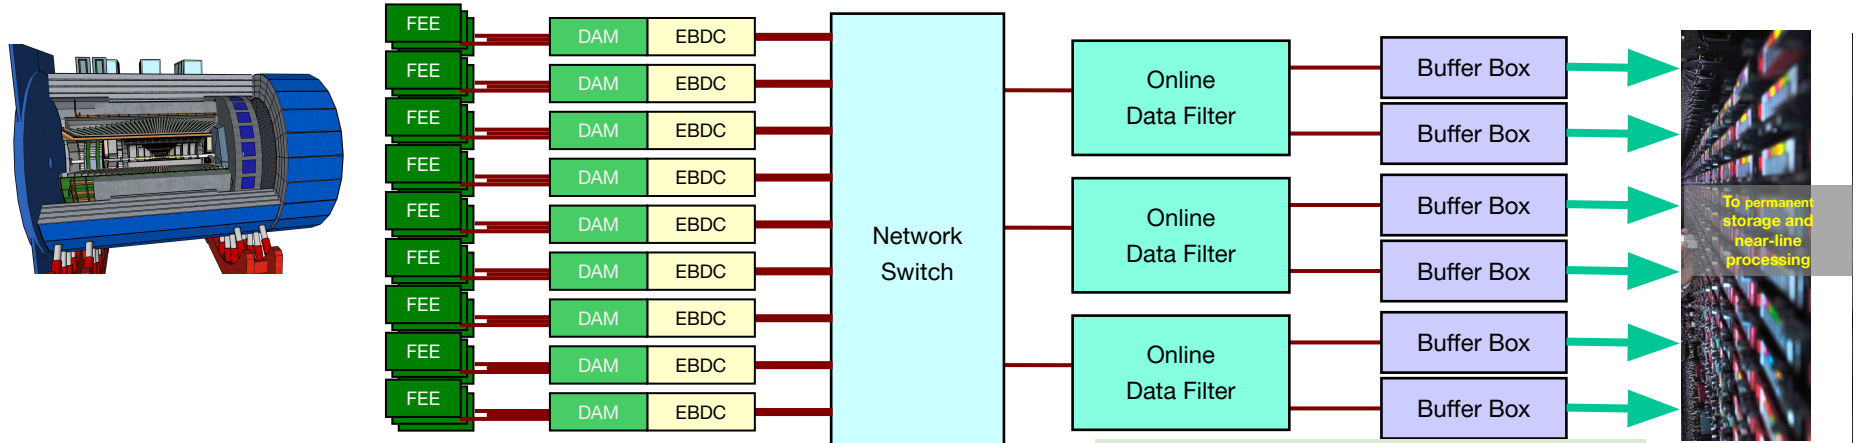 FEE DAM EBDC
FEE DAM EBDC
FEE DAM EBDC
FEE DAM EBDC
FEE DAM EBDC
FEE DAM EBDC
FEE DAM EBDC
FEE DAM EBDC
FEE DAM EBDC
Network
Switch
Online
Data Filter
Online
Data Filter
Online
Data Filter
Buffer Box
Buffer Box
Buffer Box
Buffer Box
Buffer Box
Buffer Box
To permanent
storage and
near-line
processing